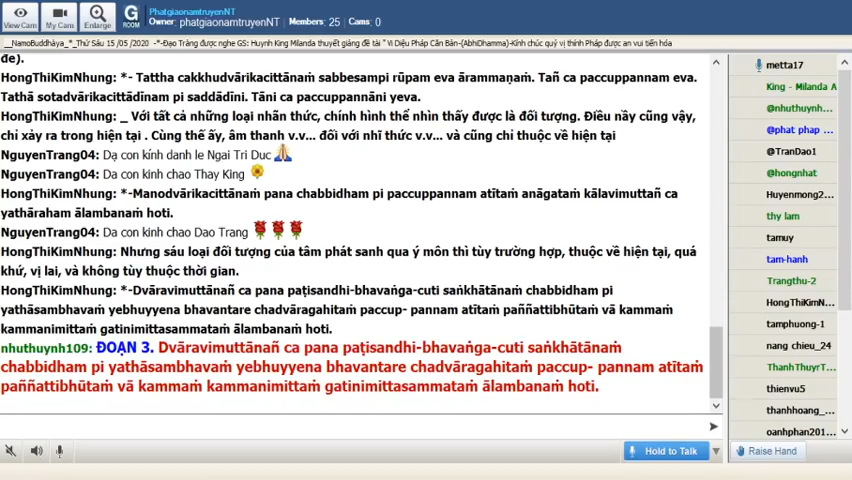 View Cam
My Cam
Enlarge
G ROOM
PhatgiaonamtruyenNT
Owner: phatgiaonamtruyenNT | Members: 25 | Cams: 0
__NamoBuddhàya_*_Thứ Sáu 15 /05 /2020 -*-Đạo Tràng được nghe GS: Huynh King Milanda thuyết giảng đề tài " Vi Diệu Pháp Căn Bản-(AbhiDhamma)-Kính chúc quý vị thính Pháp được an vui tiến hóa
de).
HongThiKimNhung: *- Tattha cakkhudvārikacittānaṁ sabbesampi rūpam eva ārammaṇaṁ. Tañ ca paccuppannam eva.
Tathā sotadvārikacittādīnam pi saddādīni. Tāni ca paccuppannāni yeva.
HongThiKimNhung: _ Với tất cả những loại nhãn thức, chính hình thể nhìn thấy được là đối tượng. Điều nầy cũng vậy,
chỉ xảy ra trong hiện tại . Cùng thế ấy, âm thanh v.v... đối với nhĩ thức v.v... và cũng chỉ thuộc về hiện tại
NguyenTrang04: Dạ con kính danh le Ngai Tri Duc
NguyenTrang04: Da con kinh chao Thay King
HongThiKimNhung: *-Manodvārikacittānaṁ pana chabbidham pi paccuppannam atītaṁ anāgataṁ kālavimuttañ ca
yathāraham ālambanaṁ hoti.
NguyenTrang04: Da con kinh chao Dao Trang
HongThiKimNhung: Nhưng sáu loại đối tượng của tâm phát sanh qua ý môn thì tùy trường hợp, thuộc về hiện tại, quá
khứ, vị lai, và không tùy thuộc thời gian.
HongThiKimNhung: *-Dvāravimuttānañ ca pana paṭisandhi-bhavaṅga-cuti saṅkhātānaṁ chabbidham pi
yathāsambhavaṁ yebhuyyena bhavantare chadvāragahitaṁ paccup- pannam atītaṁ paññattibhūtaṁ vā kammaṁ
kammanimittaṁ gatinimittasammataṁ ālambanaṁ hoti.
nhuthuynh109: ĐOẠN 3. Dvāravimuttānañ ca pana paṭisandhi-bhavaṅga-cuti saṅkhātānaṁ
chabbidham pi yathāsambhavaṁ yebhuyyena bhavantare chadvāragahitaṁ paccup- pannam atītaṁ
paññattibhūtaṁ vā kammaṁ kammanimittaṁ gatinimittasammataṁ ālambanaṁ hoti.
metta17
King - Milanda A
@nhuthuynh...
@phat phap ...
@TranDao1
@hongnhat
Huyenmong2...
thy lam
tamuy
tam-hanh
Trangthu-2
HongThiKimN...
tamphuong-1
nang chieu_24
ThanhThuyrT...
thienvu5
thanhhoang_...
oanhphan201...
Hold to Talk
Raise Hand